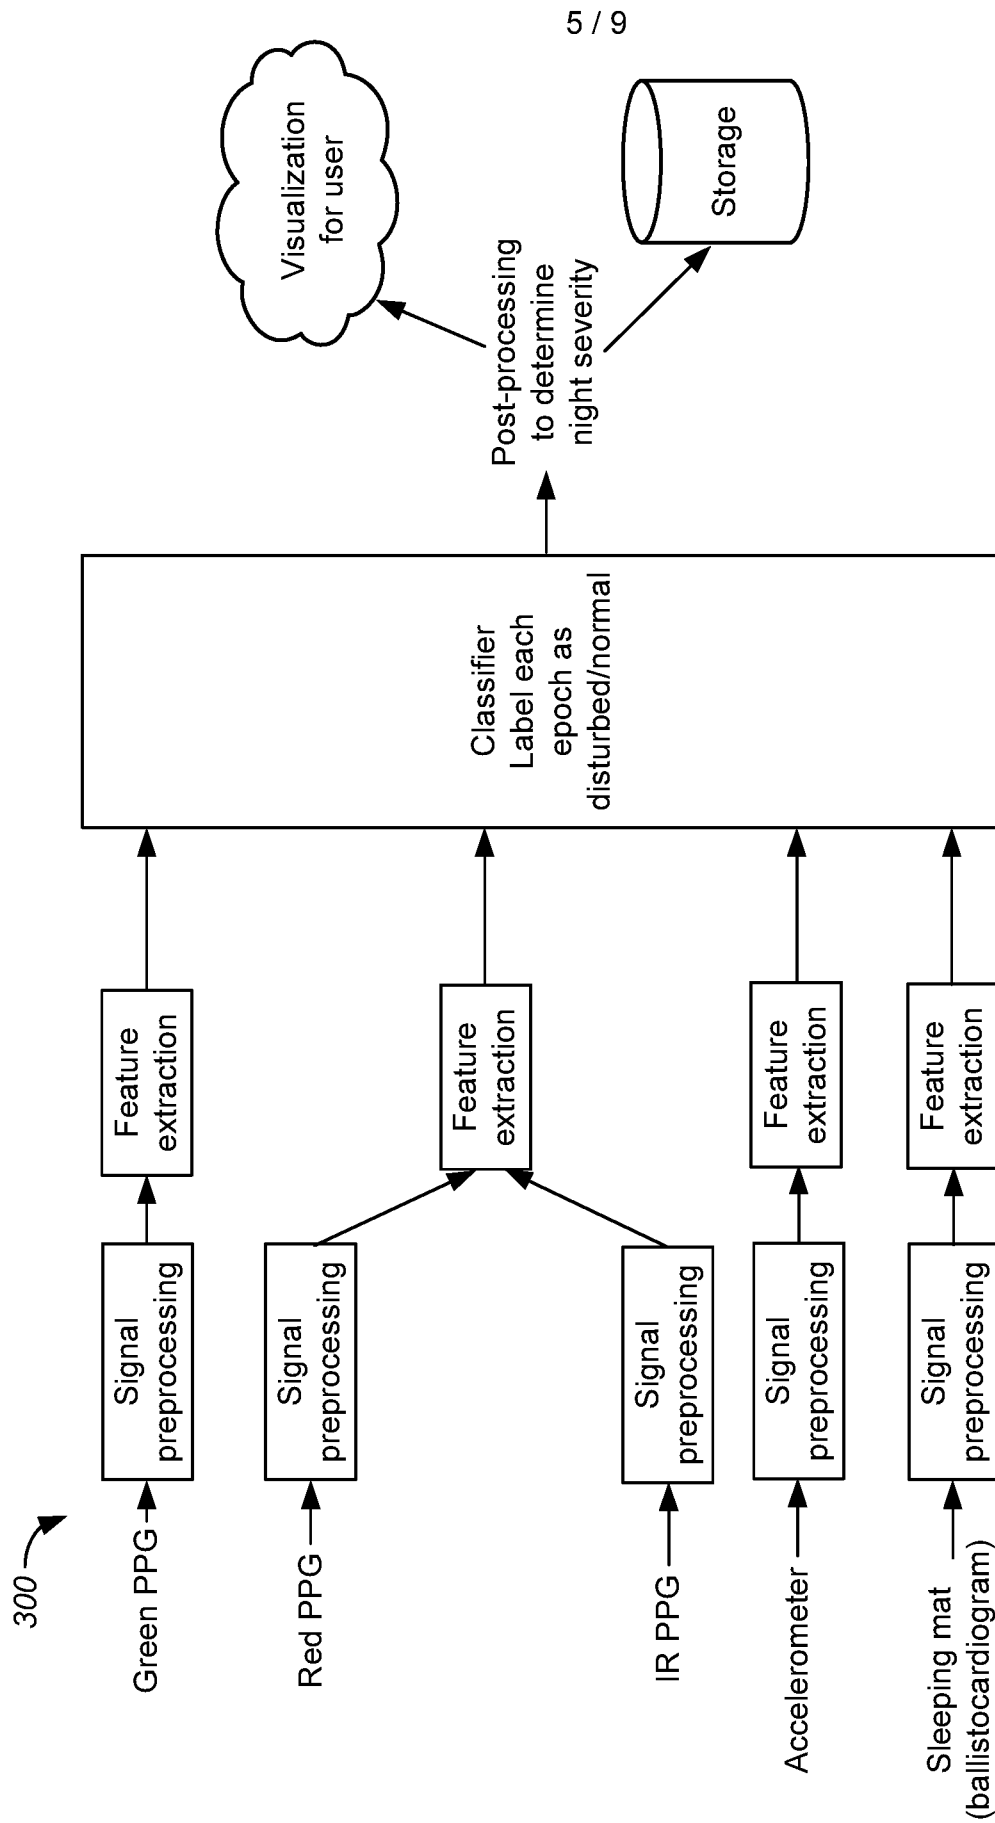 5 / 9
300
Green PPG
Signal
preprocessing
Feature
extraction
Red PPG
Signal
preprocessing
Feature
extraction
IR PPG
Signal
preprocessing
Accelerometer
Signal
preprocessing
Feature
extraction
Sleeping mat
(ballistocardiogram)
Signal
preprocessing
Feature
extraction
Classifier
Label each
epoch as
disturbed/normal
Post-processing
to determine
night severity
Visualization
for user
Storage